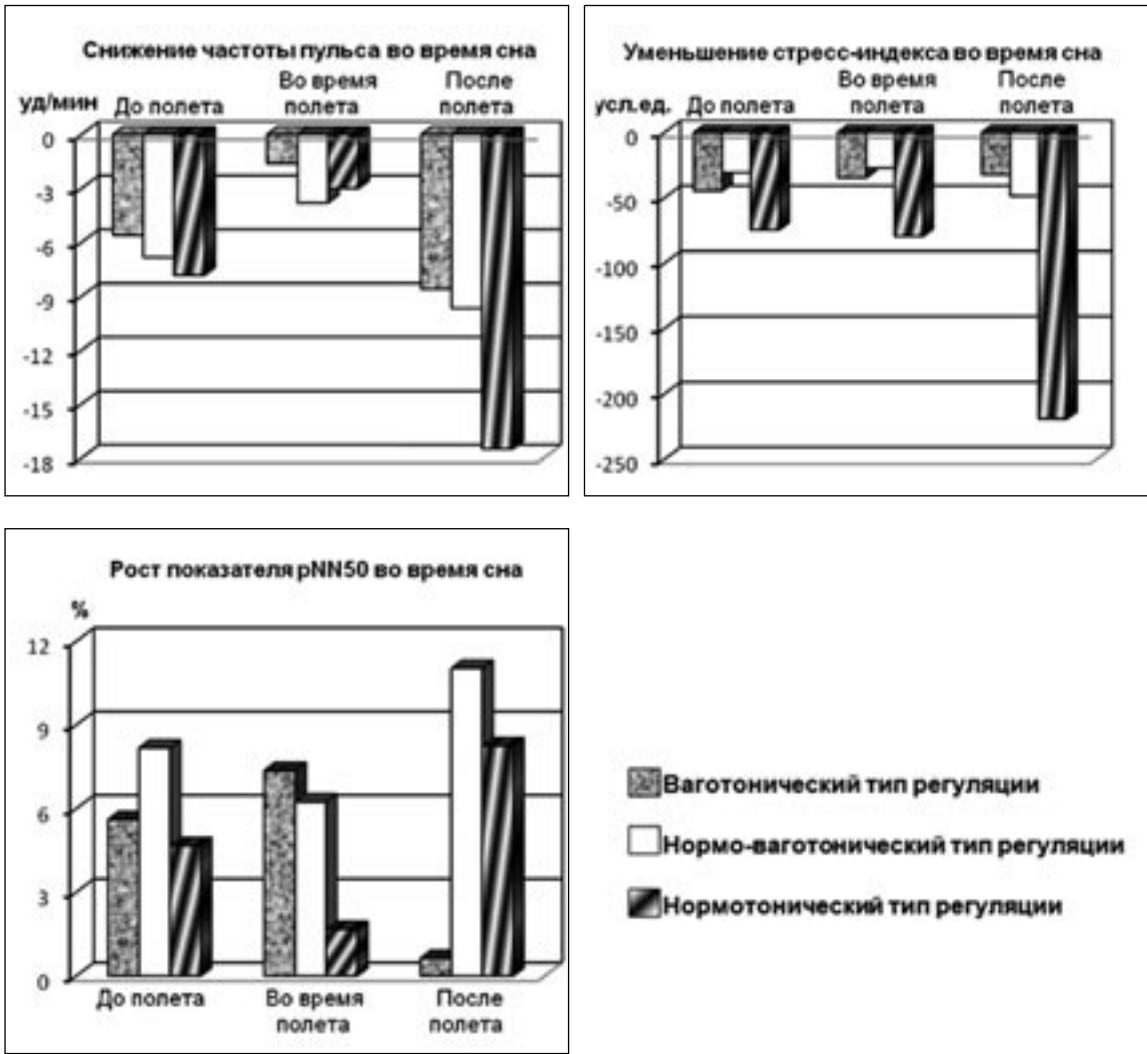 Снижение частоты пульса во время сна
уд/мин
До полета
Во время
полета
После
полета
0
-3
-6
-9
-12
-15
-18
Уменьшение стресс-индекса во время сна
усл.ед.
До полета
Во время
полета
После
полета
0
-50
-100
-150
-200
-250
Рост показателя pNN50 во время сна
%
12
9
6
3
0
До полета
Во время
полета
После
полета
Ваготонический тип регуляции
Нормо-ваготонический тип регуляции
Нормотонический тип регуляции